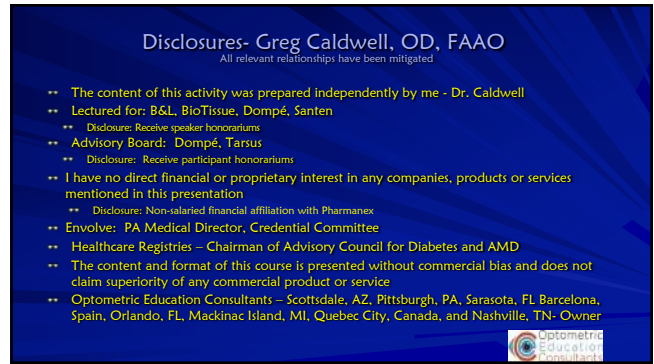 Disclosures- Greg Caldwell, OD, FAAO
All relevant relationships have been mitigated
The content of this activity was prepared independently by me - Dr. Caldwell
Lectured for: B&L, BioTissue, Dompé, Santen
Disclosure: Receive speaker honorariums
Advisory Board: Dompé, Tarsus
Disclosure: Receive participant honorariums
I have no direct financial or proprietary interest in any companies, products or services
mentioned in this presentation
Disclosure: Non-salaried financial affiliation with Pharmanex
Envolve: PA Medical Director, Credential Committee
Healthcare Registries – Chairman of Advisory Council for Diabetes and AMD
The content and format of this course is presented without commercial bias and does not
claim superiority of any commercial product or service
Optometric Education Consultants – Scottsdale, AZ, Pittsburgh, PA, Sarasota, FL Barcelona,
Spain, Orlando, FL, Mackinac Island, MI, Quebec City, Canada, and Nashville, TN- Owner
Optometric
Education
Consultants